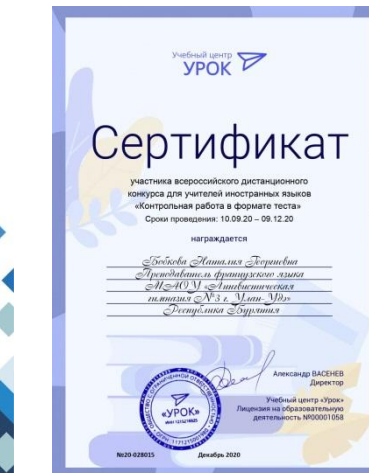 Учебный центр
УРОК
Сертификат
участника всероссийского дистанционного
конкурса для учителей иностранных языков
«Контрольная работа в формате теста»
Сроки проведения: 10.09.20 – 09.12.20
награждается
Бобкова Наталия Георгиевна
Преподаватель французского языка
МАОУ «Лингвистическая
гимназия №3 г. Улан-Удэ»
Республика Бурятия
Александр ВАСЕНЕВ
Директор
Учебный центр «Урок»
Лицензия на образовательную
деятельность №00001058
«УРОК»
№20-028015
Декабрь 2020